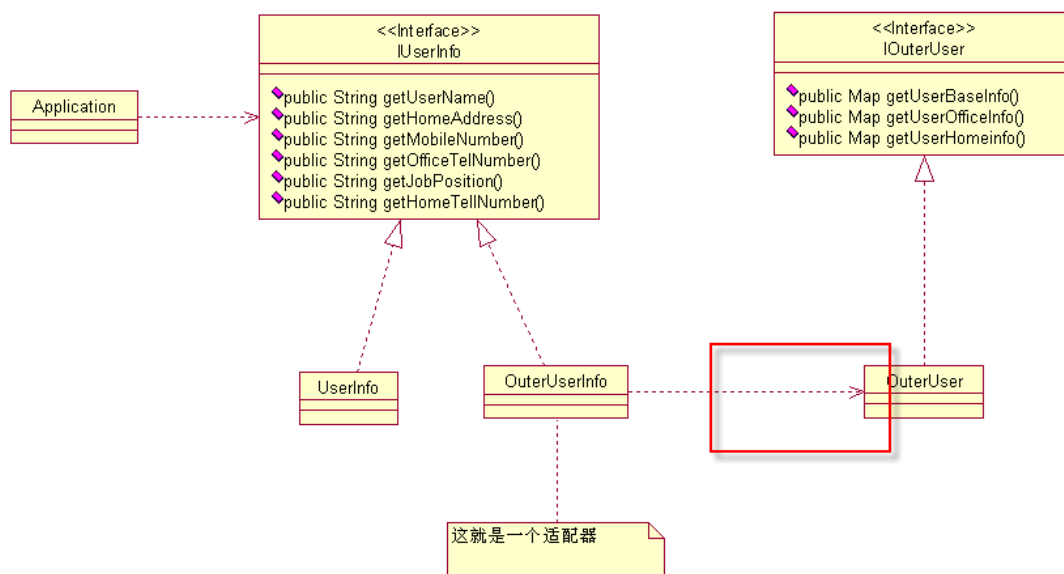 Application
<<Interface>>
IUserInfo
public String getUserName()
public String getHomeAddress()
public String getMobileNumber()
public String getOfficeTelNumber()
public String getJobPosition()
public String getHomeTellNumber()
<<Interface>>
IOuterUser
public Map getUserBaseInfo()
public Map getUserOfficeInfo()
public Map getUserHomeinfo()
UserInfo
OuterUserInfo
OuterUser
这就是一个适配器